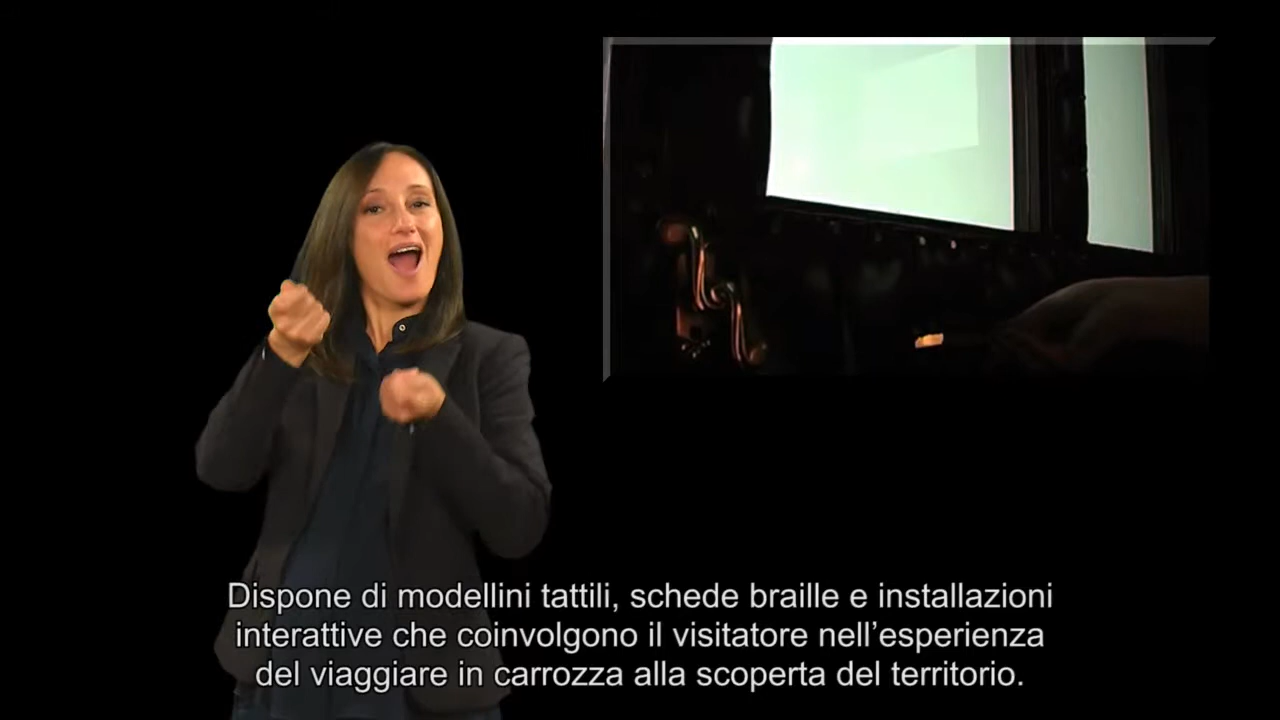 Dispone di modellini tattili, schede braille e installazioni
interattive che coinvolgono il visitatore nell’esperienza
del viaggiare in carrozza alla scoperta del territorio.